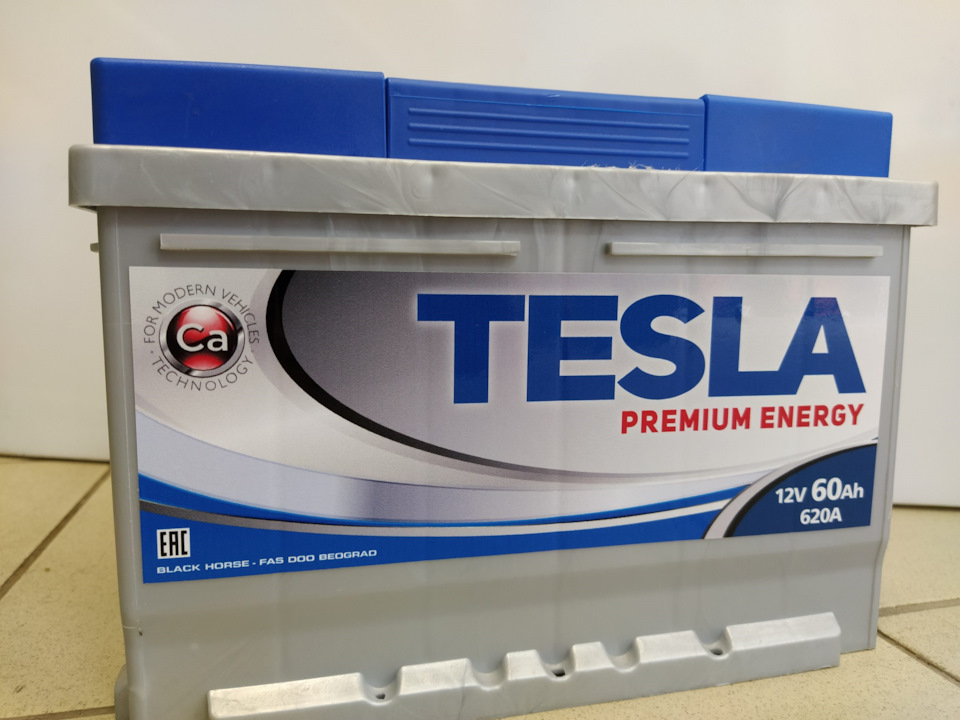 FOR MODERN VEHICLES
Ca
TECHNOLOGY
TESLA
PREMIUM ENERGY
12V 60Ah
620A
EAC
BLACK HORSE - FAS DOO BEOGRAD